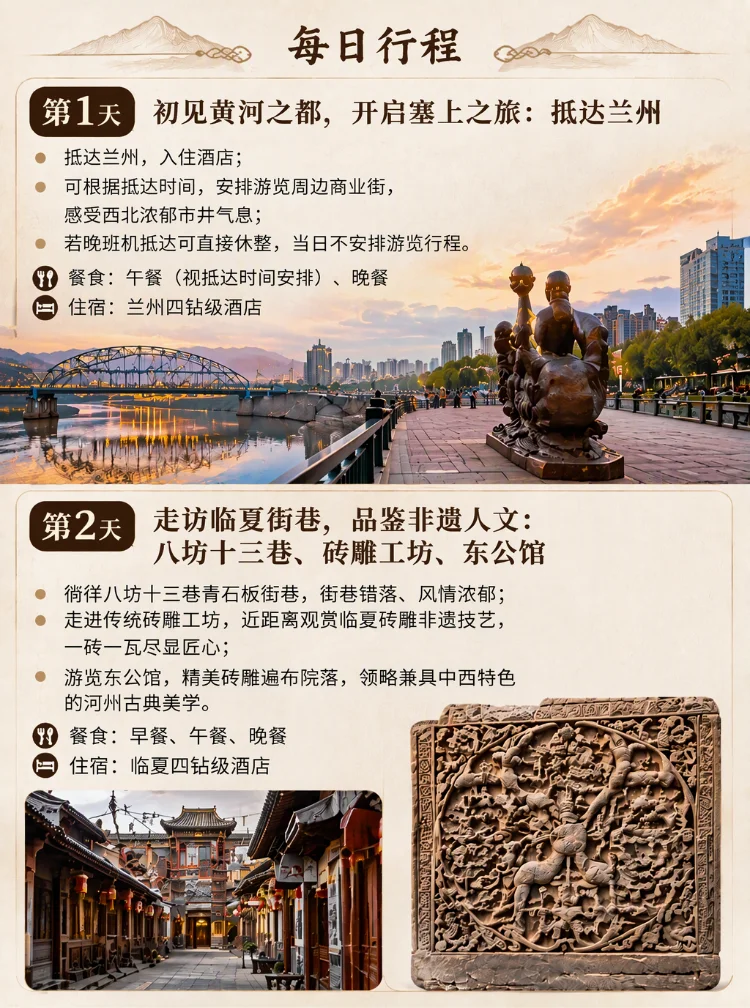 每日行程
第1天
初见黄河之都，开启塞上之旅：抵达兰州
抵达兰州，入住酒店；
可根据抵达时间，安排游览周边商业街，
感受西北浓郁市井气息；
若晚班机抵达可直接休整，当日不安排游览行程。
餐食：午餐（视抵达时间安排）、晚餐
住宿：兰州四钻级酒店
第2天
走访临夏街巷，品鉴非遗人文：
八坊十三巷、砖雕工坊、东公馆
徜徉八坊十三巷青石板街巷，街巷错落、风情浓郁；
走进传统砖雕工坊，近距离观赏临夏砖雕非遗技艺，
一砖一瓦尽显匠心；
游览东公馆，精美砖雕遍布院落，领略兼具中西特色
的河州古典美学。
餐食：早餐、午餐、晚餐
住宿：临夏四钻级酒店